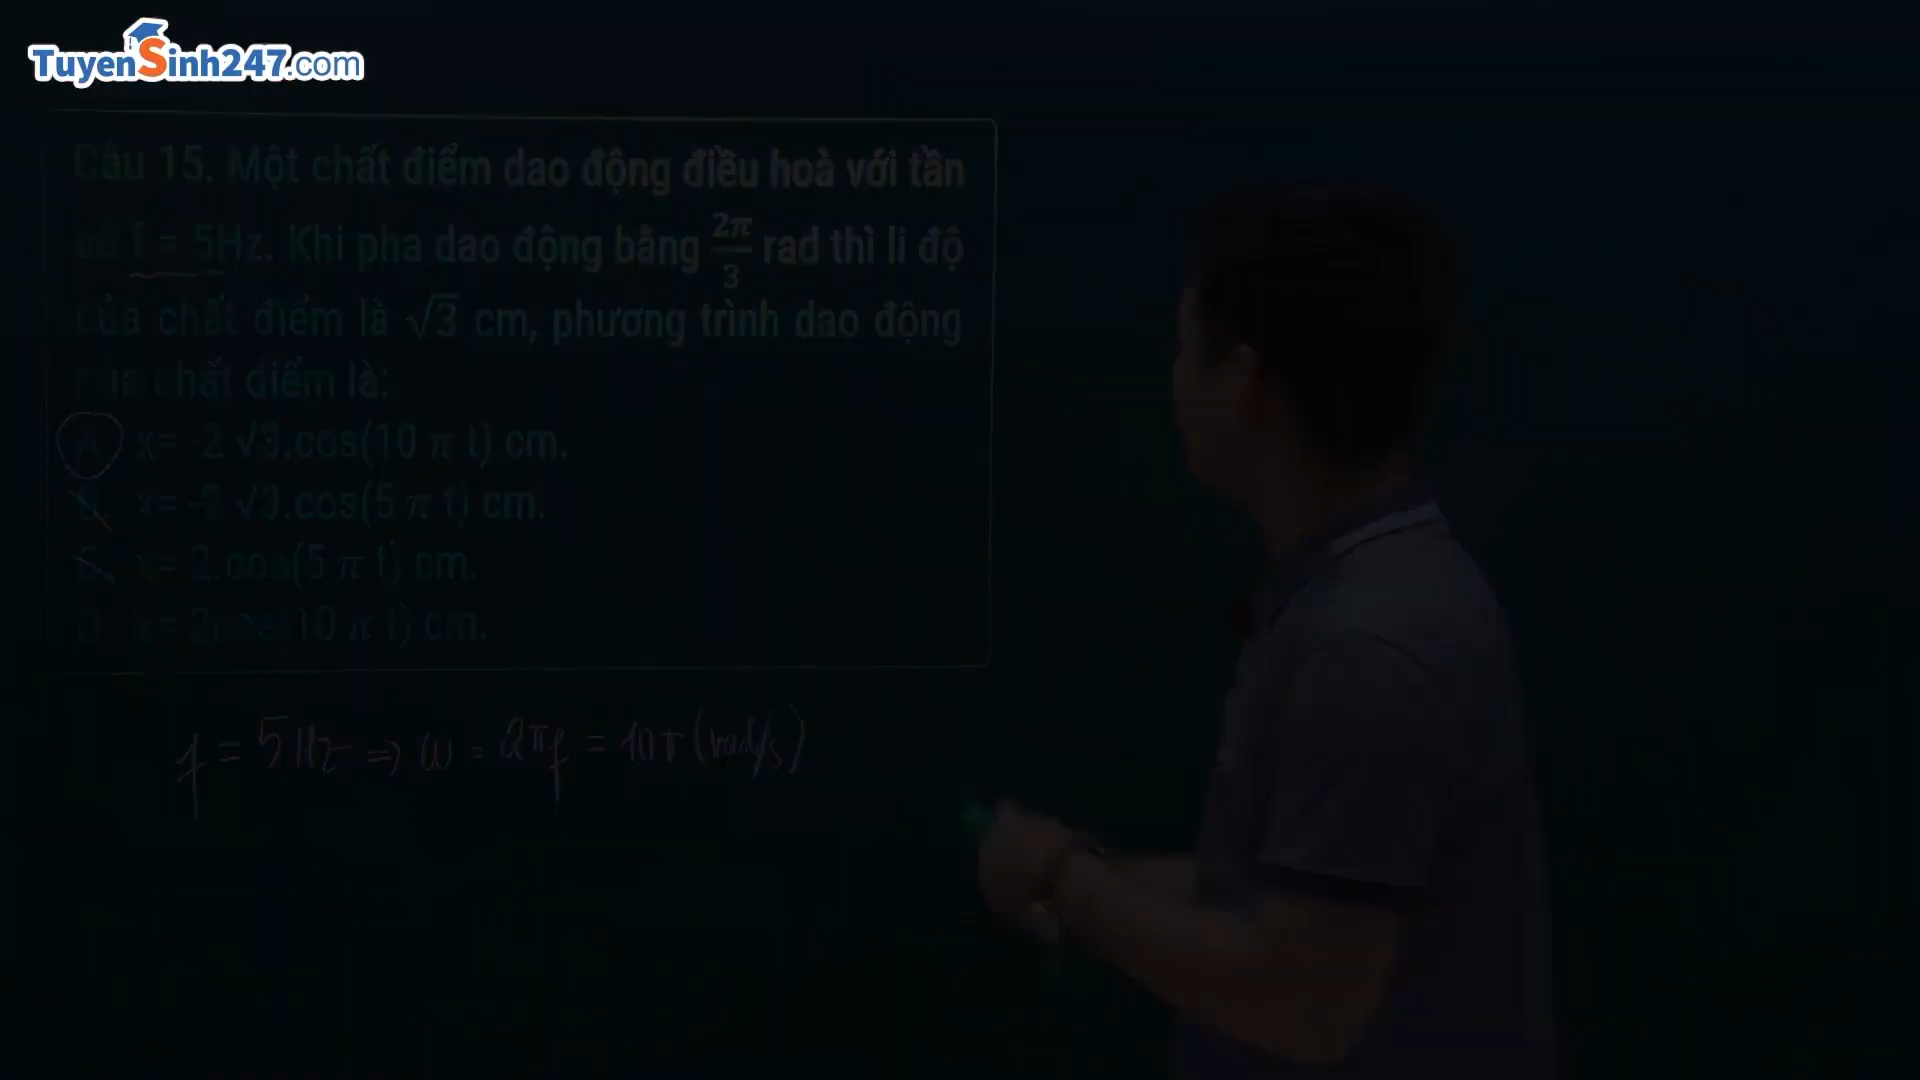 TuyenSinh247.com
Câu 15. Một chất điểm dao động điều hoà với tần
số f = 5Hz. Khi pha dao động bằng 2π/3 rad thì li độ
của chất điểm là √3 cm, phương trình dao động
của chất điểm là:
A. x= -2 √3.cos(10 π t) cm.
B. x= -2 √3.cos(5 π t) cm.
C. x= 2.cos(5 π t) cm.
D. x= 2cos(10 π t) cm.
f = 5Hz ⇒ ω = 2πf = 10π (rad/s)